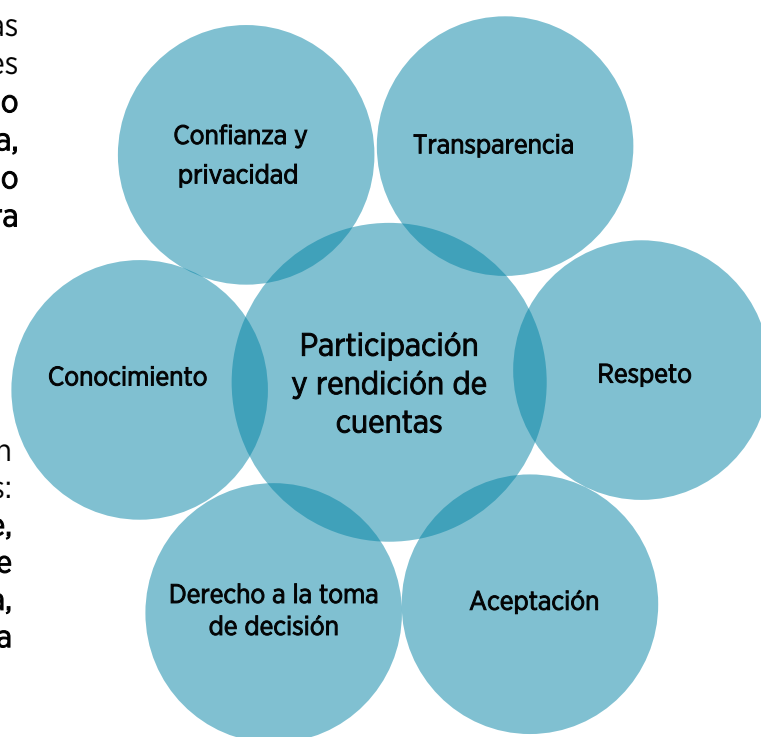 Confianza y
privacidad
Transparencia
Conocimiento
Participación
y rendición de
cuentas
Respeto
Derecho a la toma
de decisión
Aceptación